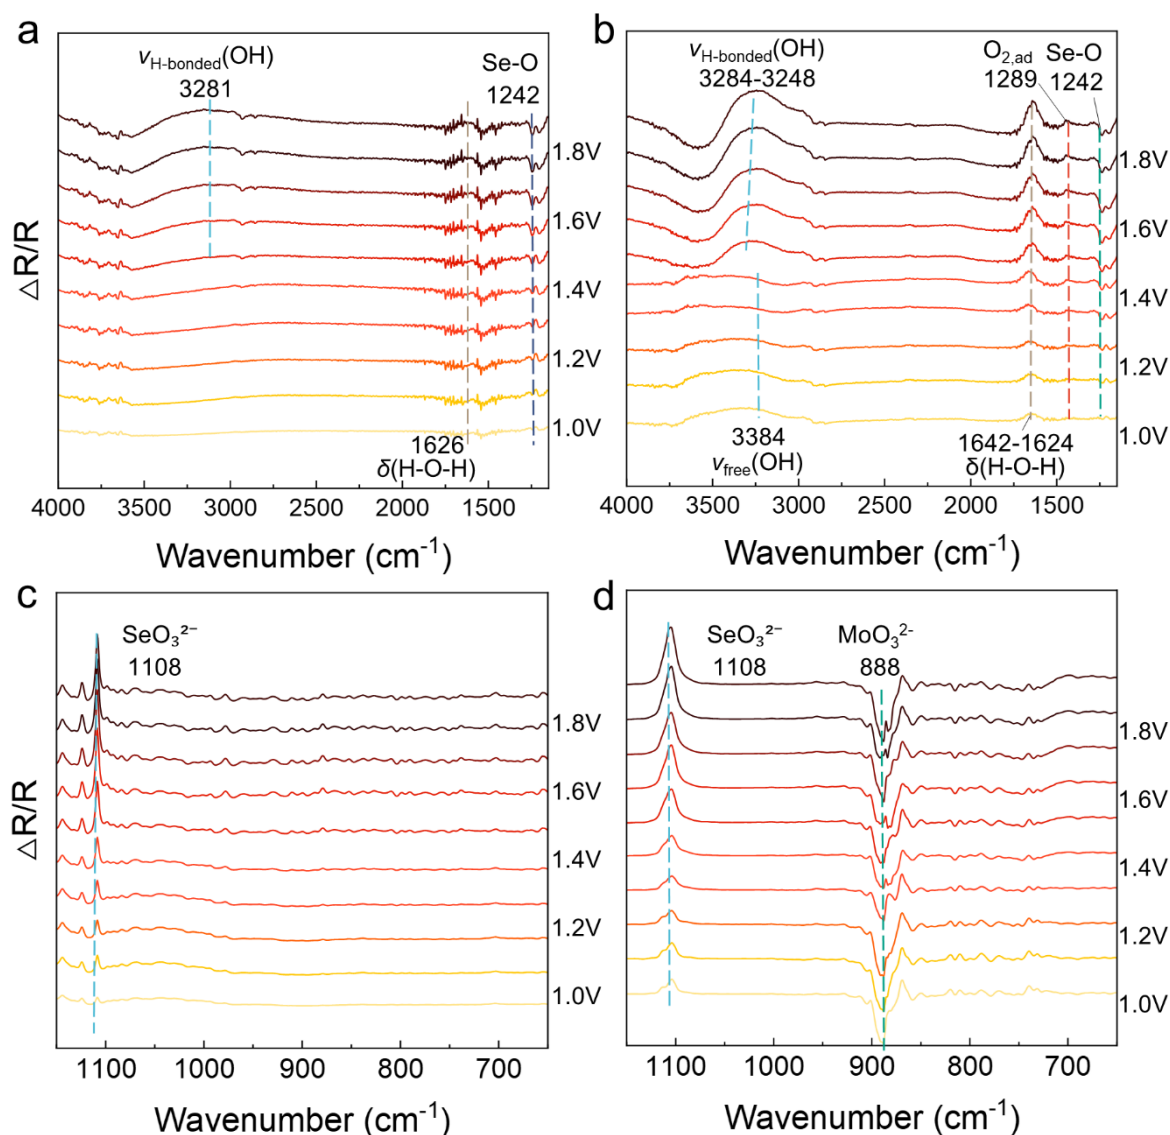 a
ν_H-bonded(OH)
3281
Se-O
1242
1.8V
1.6V
1.4V
1.2V
1.0V
1626
δ(H-O-H)
ΔR/R
4000 3500 3000 2500 2000 1500
Wavenumber (cm⁻¹)
b
ν_H-bonded(OH)
3284-3248
O₂,ad
1289
Se-O
1242
1.8V
1.6V
1.4V
1.2V
1.0V
3384
ν_free(OH)
1642-1624
δ(H-O-H)
4000 3500 3000 2500 2000 1500
Wavenumber (cm⁻¹)
c
SeO₃²⁻
1108
1.8V
1.6V
1.4V
1.2V
1.0V
ΔR/R
1100 1000 900 800 700
Wavenumber (cm⁻¹)
d
SeO₃²⁻
1108
MoO₃²⁻
888
1.8V
1.6V
1.4V
1.2V
1.0V
1100 1000 900 800 700
Wavenumber (cm⁻¹)